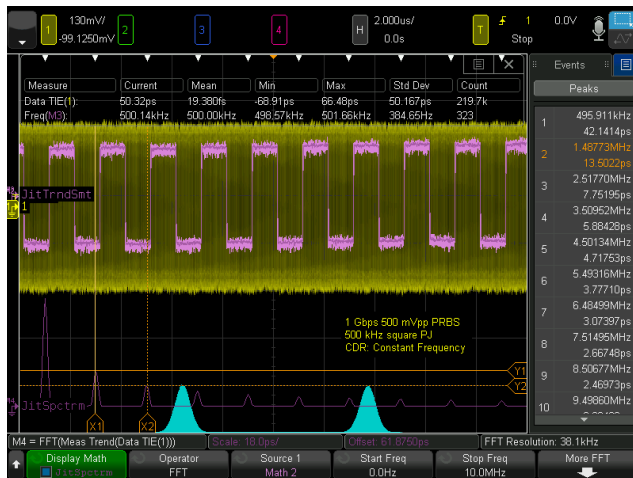 1 130mV/ 2 3 4 H 2.000us/ T 1 0.0V
-99.1250mV 0.0s Stop
Measure Current Mean Min Max Std Dev Count
Data TIE(1): 50.32ps 19.380fs -68.91ps 66.48ps 50.167ps 219.7k
Freq(M3): 500.14kHz 500.00kHz 498.57kHz 501.66kHz 384.65Hz 323
JitTrndSmt
1
1 Gbps 500 mVpp PRBS
500 kHz square PJ
CDR: Constant Frequency
Y1
Y2
JitSpctrm
X1 X2
Events
Peaks
1 495.911kHz
42.1414ps
2 1.48773MHz
13.5022ps
3 2.51770MHz
7.75195ps
4 3.50952MHz
5.88428ps
5 4.50134MHz
4.71753ps
6 5.49316MHz
3.77710ps
7 6.48499MHz
3.07397ps
8 7.51495MHz
2.66748ps
9 8.50677MHz
2.46973ps
10 9.49860MHz
M4 = FFT(Meas Trend(Data TIE(1))) Scale: 18.0ps/ Offset: 61.8750ps FFT Resolution: 38.1kHz
Display Math Operator Source 1 Start Freq Stop Freq More FFT
JitSpctrm FFT Math 2 0.0Hz 10.0MHz